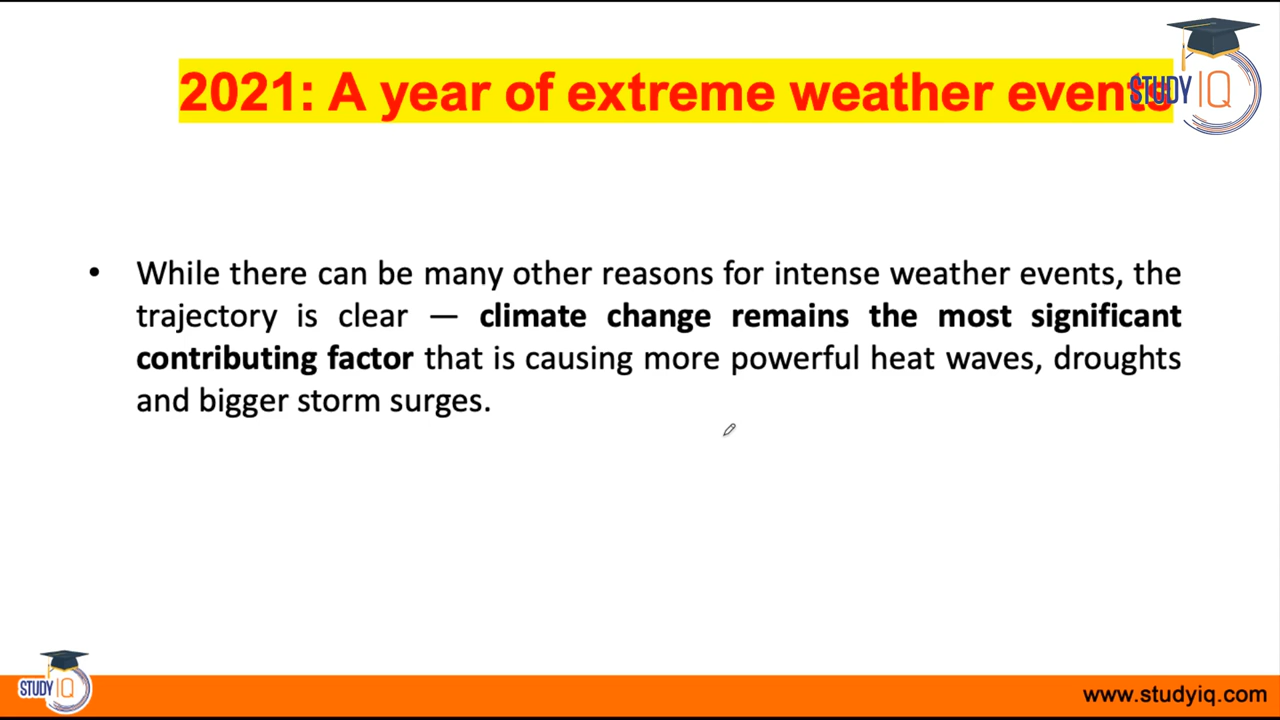 2021: A year of extreme weather events
STUDY IQ
• While there can be many other reasons for intense weather events, the
trajectory is clear — climate change remains the most significant
contributing factor that is causing more powerful heat waves, droughts
and bigger storm surges.
STUDY IQ
www.studyiq.com